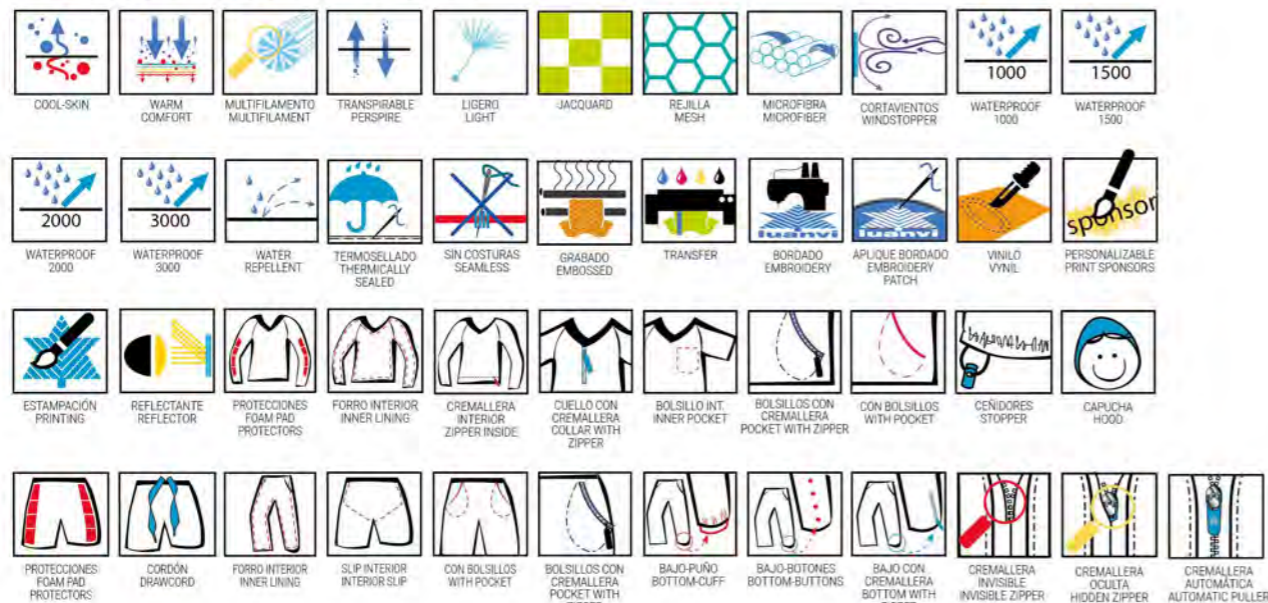 COOL-SKIN
WARM
COMFORT
MULTIFILAMENTO
MULTIFILAMENT
TRANSPIRABLE
PERSPIRE
LIGERO
LIGHT
JACQUARD
REJILLA
MESH
MICROFIBRA
MICROFIBER
CORTAVIENTOS
WINDSTOPPER
1000
WATERPROOF
1000
1500
WATERPROOF
1500
2000
WATERPROOF
2000
3000
WATERPROOF
3000
WATER
REPELLENT
TERMOSELLADO
THERMICALLY
SEALED
SIN COSTURAS
SEAMLESS
GRABADO
EMBOSSED
TRANSFER
luanvi
BORDADO
EMBROIDERY
luanvi
APLIQUE BORDADO
EMBROIDERY
PATCH
VINILO
VYNIL
sponsor
PERSONALIZABLE
PRINT SPONSORS
ESTAMPACIÓN
PRINTING
REFLECTANTE
REFLECTOR
PROTECCIONES
FOAM PAD
PROTECTORS
FORRO INTERIOR
INNER LINING
CREMALLERA
INTERIOR
ZIPPER INSIDE
CUELLO CON
CREMALLERA
COLLAR WITH
ZIPPER
BOLSILLO INT.
INNER POCKET
BOLSILLOS CON
CREMALLERA
POCKET WITH ZIPPER
CON BOLSILLOS
WITH POCKET
CEÑIDORES
STOPPER
CAPUCHA
HOOD
PROTECCIONES
FOAM PAD
PROTECTORS
CORDÓN
DRAWCORD
FORRO INTERIOR
INNER LINING
SLIP INTERIOR
INTERIOR SLIP
CON BOLSILLOS
WITH POCKET
BOLSILLOS CON
CREMALLERA
POCKET WITH
BAJO-PUÑO
BOTTOM-CUFF
BAJO-BOTONES
BOTTOM-BUTTONS
BAJO CON
CREMALLERA
BOTTOM WITH
CREMALLERA
INVISIBLE
INVISIBLE ZIPPER
CREMALLERA
OCULTA
HIDDEN ZIPPER
CREMALLERA
AUTOMÁTICA
AUTOMATIC PULLER